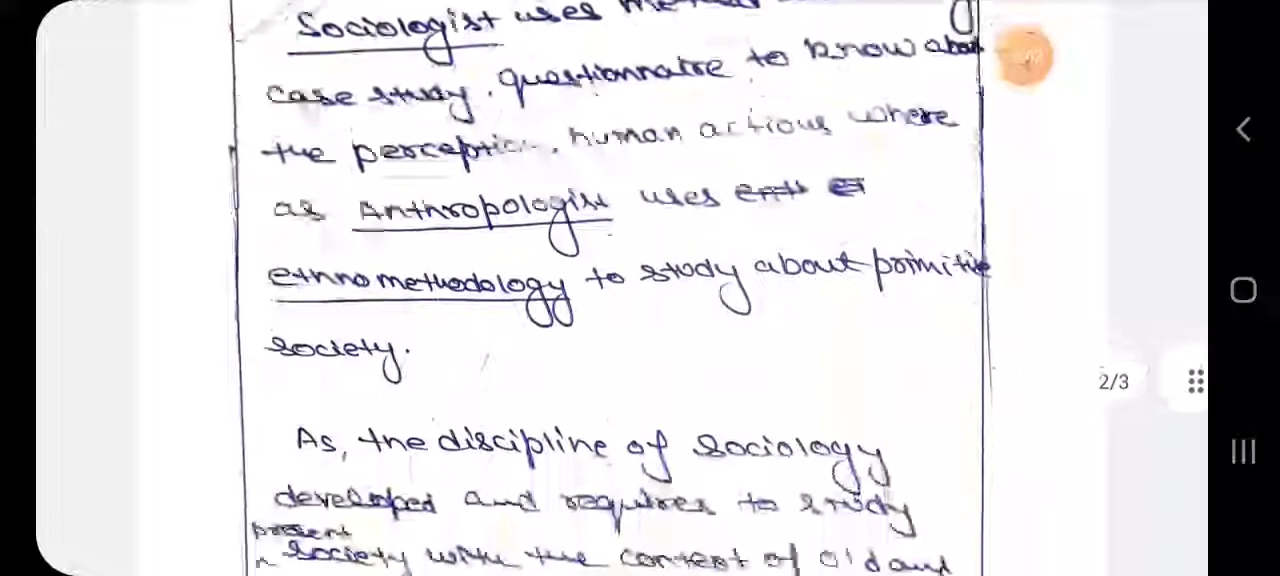 Sociologist uses
case study, questionnaire to know about
the perception, human actions where
as Anthropologist uses
ethnomethodology to study about primitive
society.
As, the discipline of sociology
developed and requires to study
present
society with the context of old and
2/3